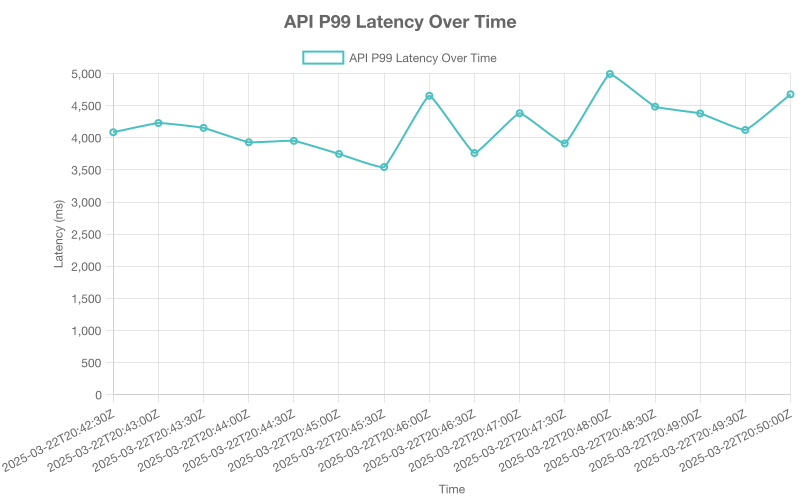 API P99 Latency Over Time
API P99 Latency Over Time
5,000
4,500
4,000
3,500
3,000
2,500
2,000
1,500
1,000
500
0
Latency (ms)
2025-03-22T20:42:30Z
2025-03-22T20:43:00Z
2025-03-22T20:43:30Z
2025-03-22T20:44:00Z
2025-03-22T20:44:30Z
2025-03-22T20:45:00Z
2025-03-22T20:45:30Z
2025-03-22T20:46:00Z
2025-03-22T20:46:30Z
2025-03-22T20:47:00Z
2025-03-22T20:47:30Z
2025-03-22T20:48:00Z
2025-03-22T20:48:30Z
2025-03-22T20:49:00Z
2025-03-22T20:49:30Z
2025-03-22T20:50:00Z
Time